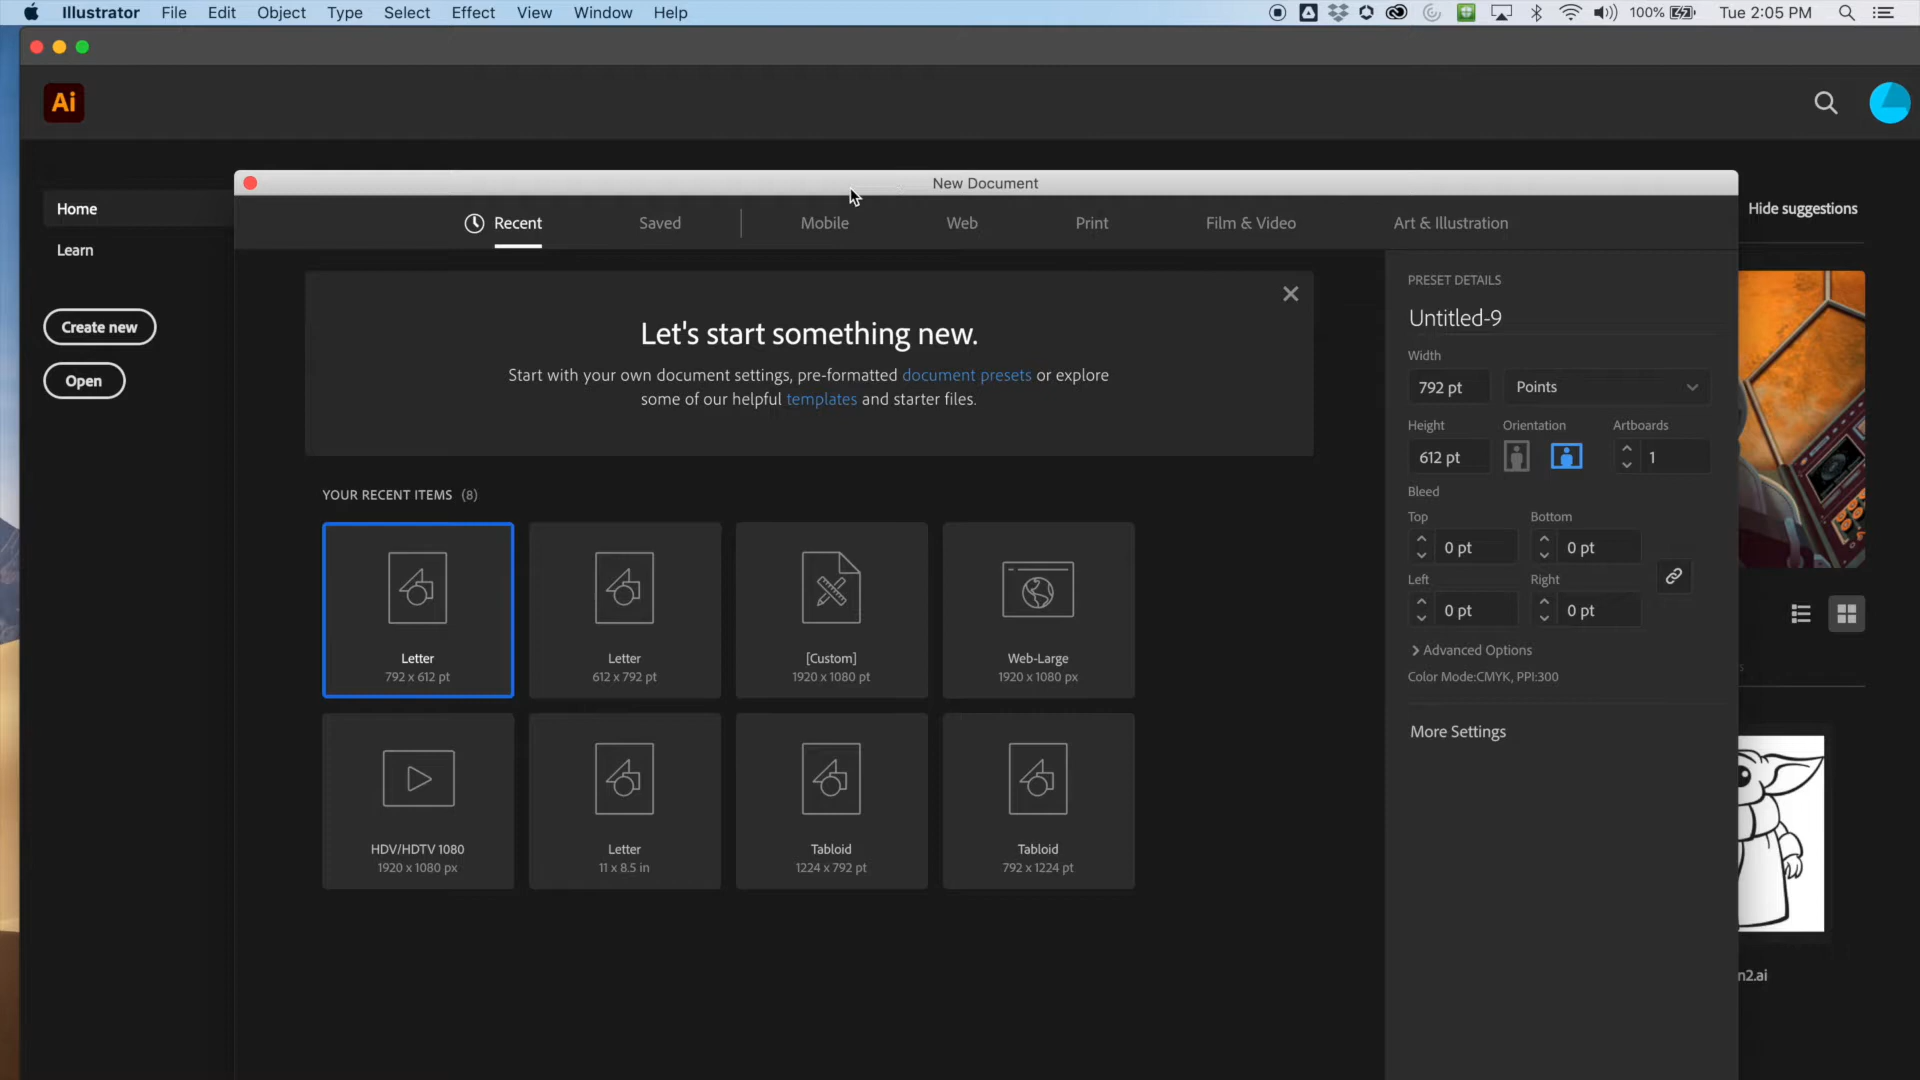 Illustrator File Edit Object Type Select Effect View Window Help
100% Tue 2:05 PM
Ai
New Document
Home
Learn
Create new
Open
Recent Saved Mobile Web Print Film & Video Art & Illustration
Hide suggestions
Let's start something new.
Start with your own document settings, pre-formatted document presets or explore
some of our helpful templates and starter files.
YOUR RECENT ITEMS (8)
Letter
792 x 612 pt
Letter
612 x 792 pt
[Custom]
1920 x 1080 pt
Web-Large
1920 x 1080 px
HDV/HDTV 1080
1920 x 1080 px
Letter
11 x 8.5 in
Tabloid
1224 x 792 pt
Tabloid
792 x 1224 pt
PRESET DETAILS
Untitled-9
Width
792 pt Points
Height Orientation Artboards
612 pt 1
Bleed
Top Bottom
0 pt 0 pt
Left Right
0 pt 0 pt
Advanced Options
Color Mode:CMYK, PPI:300
More Settings
n2.ai